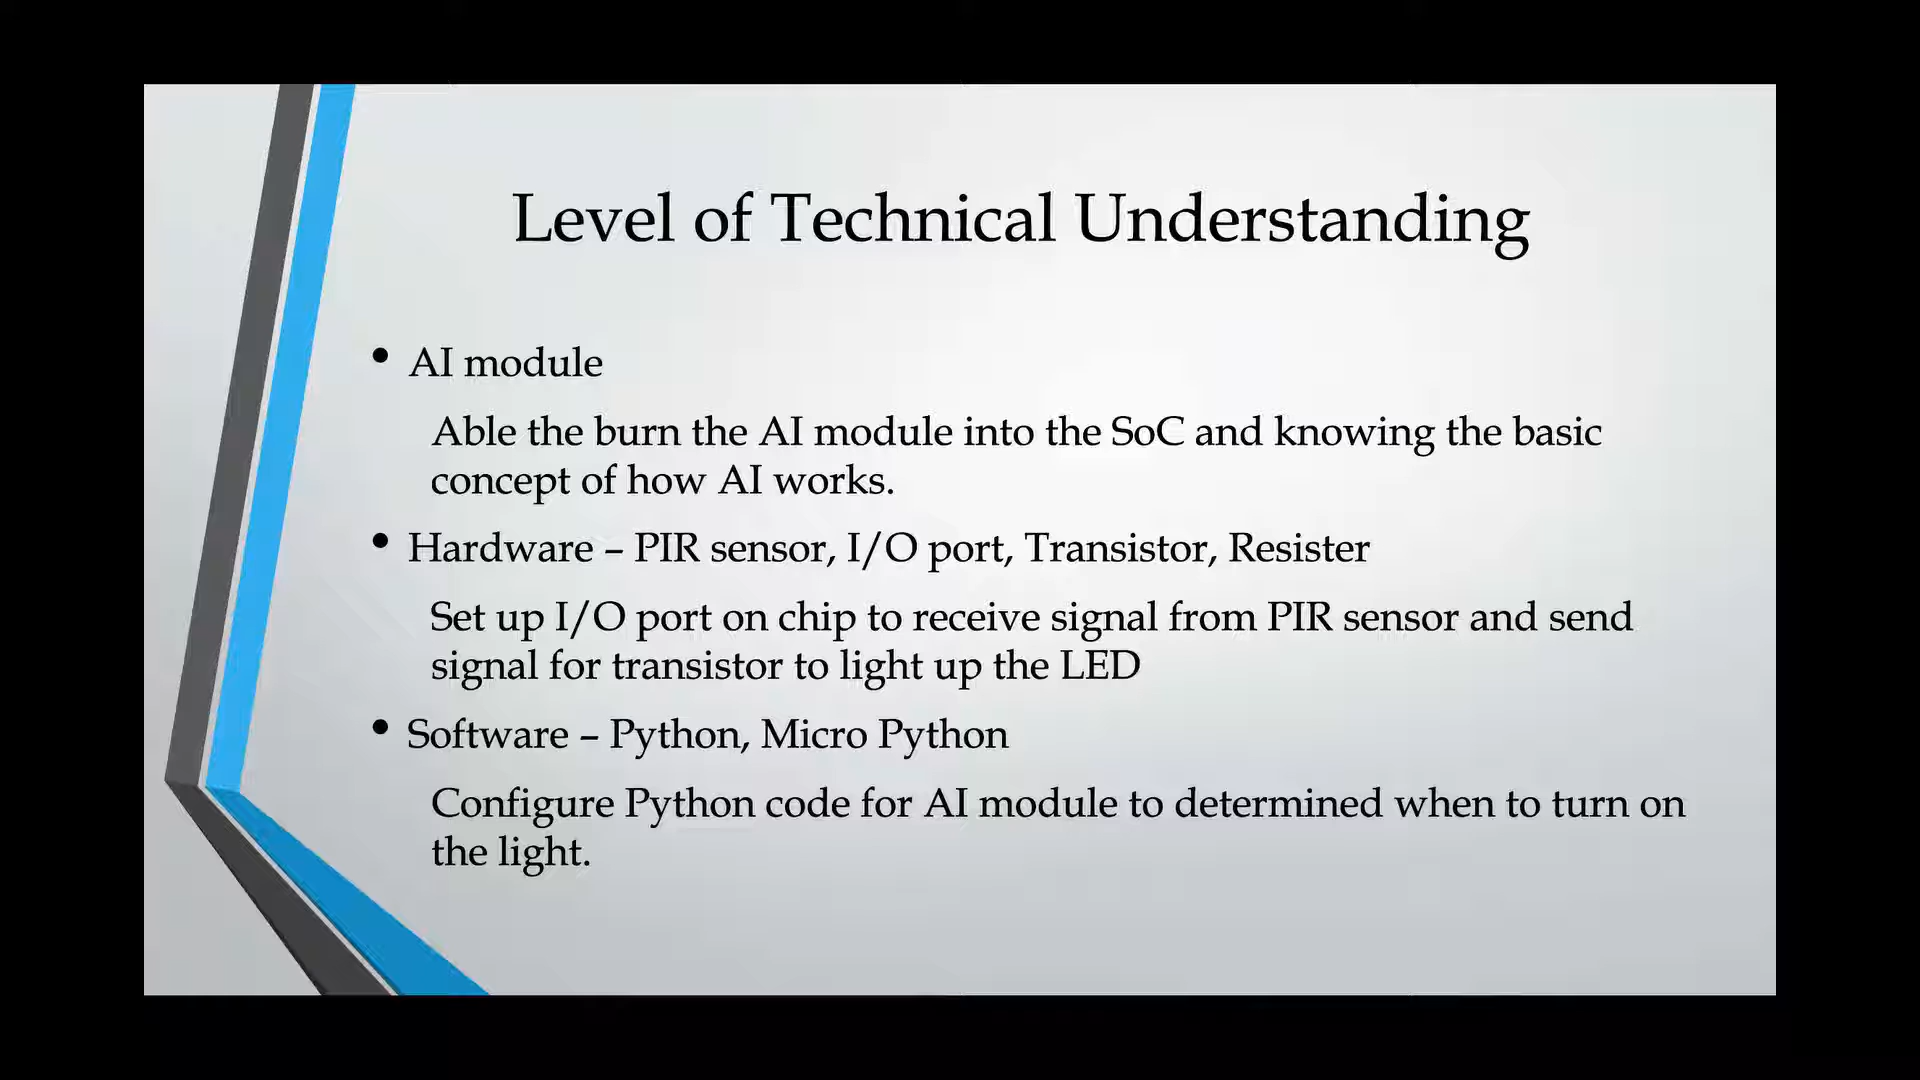 Level of Technical Understanding
• AI module
Able the burn the AI module into the SoC and knowing the basic
concept of how AI works.
• Hardware – PIR sensor, I/O port, Transistor, Resister
Set up I/O port on chip to receive signal from PIR sensor and send
signal for transistor to light up the LED
• Software – Python, Micro Python
Configure Python code for AI module to determined when to turn on
the light.